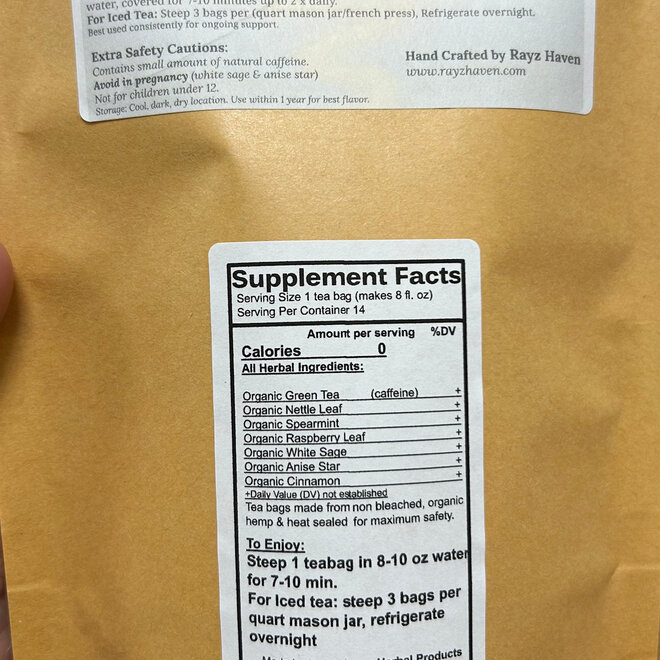 water, covered for 7-10 minutes up to 2 x daily.
For Iced Tea: Steep 3 bags per (quart mason jar/french press), Refrigerate overnight.
Best used consistently for ongoing support.
Extra Safety Cautions:
Contains small amount of natural caffeine.
Avoid in pregnancy (white sage & anise star)
Not for children under 12.
Storage: Cool, dark, dry location. Use within 1 year for best flavor.
Hand Crafted by Rayz Haven
www.rayzhaven.com
Supplement Facts
Serving Size 1 tea bag (makes 8 fl. oz)
Serving Per Container 14
Amount per serving %DV
Calories 0
All Herbal Ingredients:
Organic Green Tea (caffeine) +
Organic Nettle Leaf +
Organic Spearmint +
Organic Raspberry Leaf +
Organic White Sage +
Organic Anise Star +
Organic Cinnamon +
+Daily Value (DV) not established
Tea bags made from non bleached, organic
hemp & heat sealed for maximum safety.
To Enjoy:
Steep 1 teabag in 8-10 oz water
for 7-10 min.
For Iced tea: steep 3 bags per
quart mason jar, refrigerate
overnight
Herbal Products